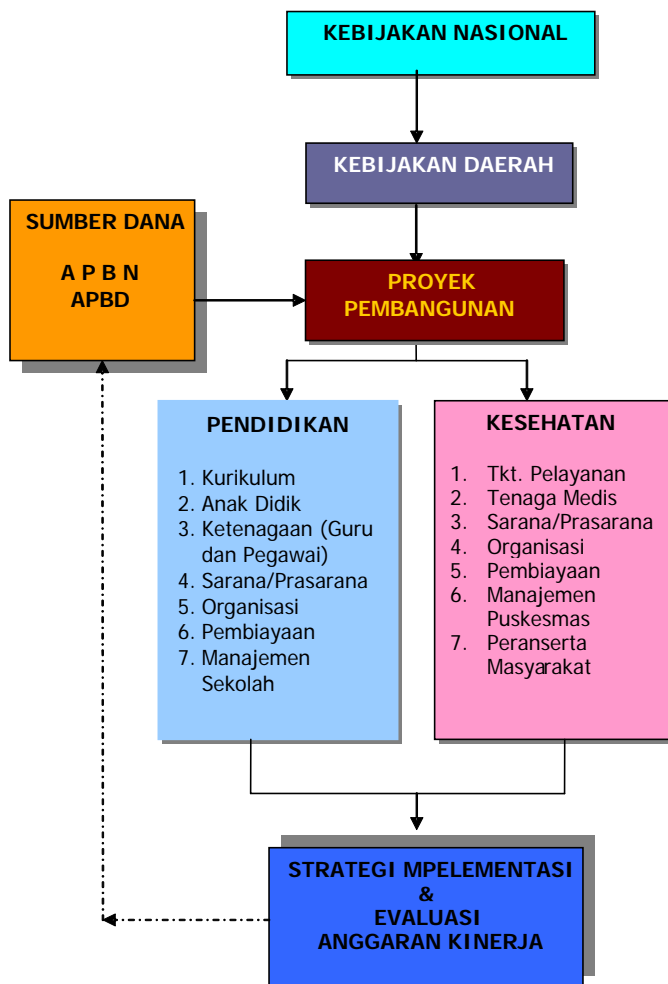 KEBIJAKAN NASIONAL
KEBIJAKAN DAERAH
SUMBER DANA
A P B N
APBD
PROYEK
PEMBANGUNAN
PENDIDIKAN
1. Kurikulum
2. Anak Didik
3. Ketenagaan (Guru
dan Pegawai)
4. Sarana/Prasarana
5. Organisasi
6. Pembiayaan
7. Manajemen
Sekolah
KESEHATAN
1. Tkt. Pelayanan
2. Tenaga Medis
3. Sarana/Prasarana
4. Organisasi
5. Pembiayaan
6. Manajemen
Puskesmas
7. Peranserta
Masyarakat
STRATEGI MPELEMENTASI
&
EVALUASI
ANGGARAN KINERJA